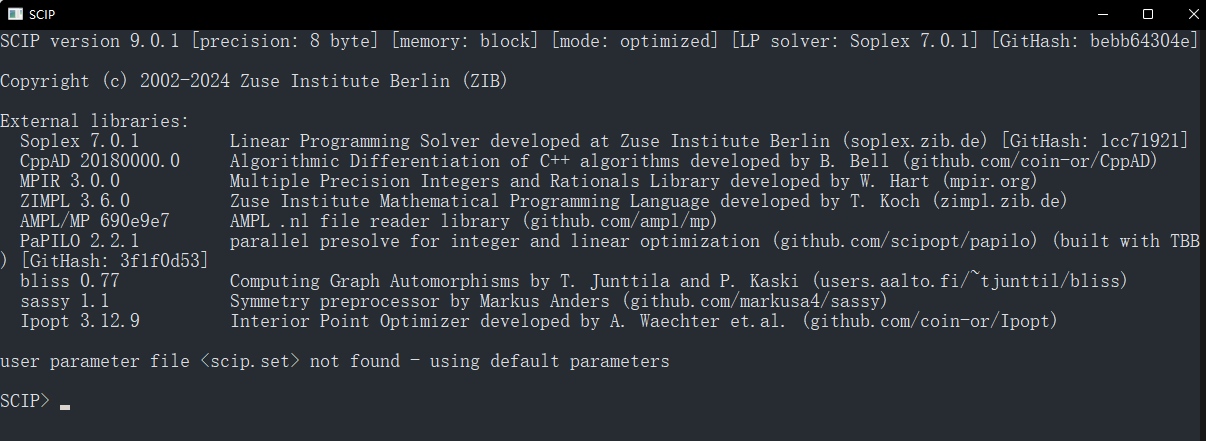 SCIP
SCIP version 9.0.1 [precision: 8 byte] [memory: block] [mode: optimized] [LP solver: Soplex 7.0.1] [GitHash: bebb64304e]
Copyright (c) 2002-2024 Zuse Institute Berlin (ZIB)
External libraries:
Soplex 7.0.1 Linear Programming Solver developed at Zuse Institute Berlin (soplex.zib.de) [GitHash: 1cc71921]
CppAD 20180000.0 Algorithmic Differentiation of C++ algorithms developed by B. Bell (github.com/coin-or/CppAD)
MPIR 3.0.0 Multiple Precision Integers and Rationals Library developed by W. Hart (mpir.org)
ZIMPL 3.6.0 Zuse Institute Mathematical Programming Language developed by T. Koch (zimpl.zib.de)
AMPL/MP 690e9e7 AMPL .nl file reader library (github.com/ampl/mp)
PaPILO 2.2.1 parallel presolve for integer and linear optimization (github.com/scipopt/papilo) (built with TBB
) [GitHash: 3f1f0d53]
bliss 0.77 Computing Graph Automorphisms by T. Junttila and P. Kaski (users.aalto.fi/~tjunttil/bliss)
sassy 1.1 Symmetry preprocessor by Markus Anders (github.com/markusa4/sassy)
Ipopt 3.12.9 Interior Point Optimizer developed by A. Waechter et.al. (github.com/coin-or/Ipopt)
user parameter file <scip.set> not found - using default parameters
SCIP>